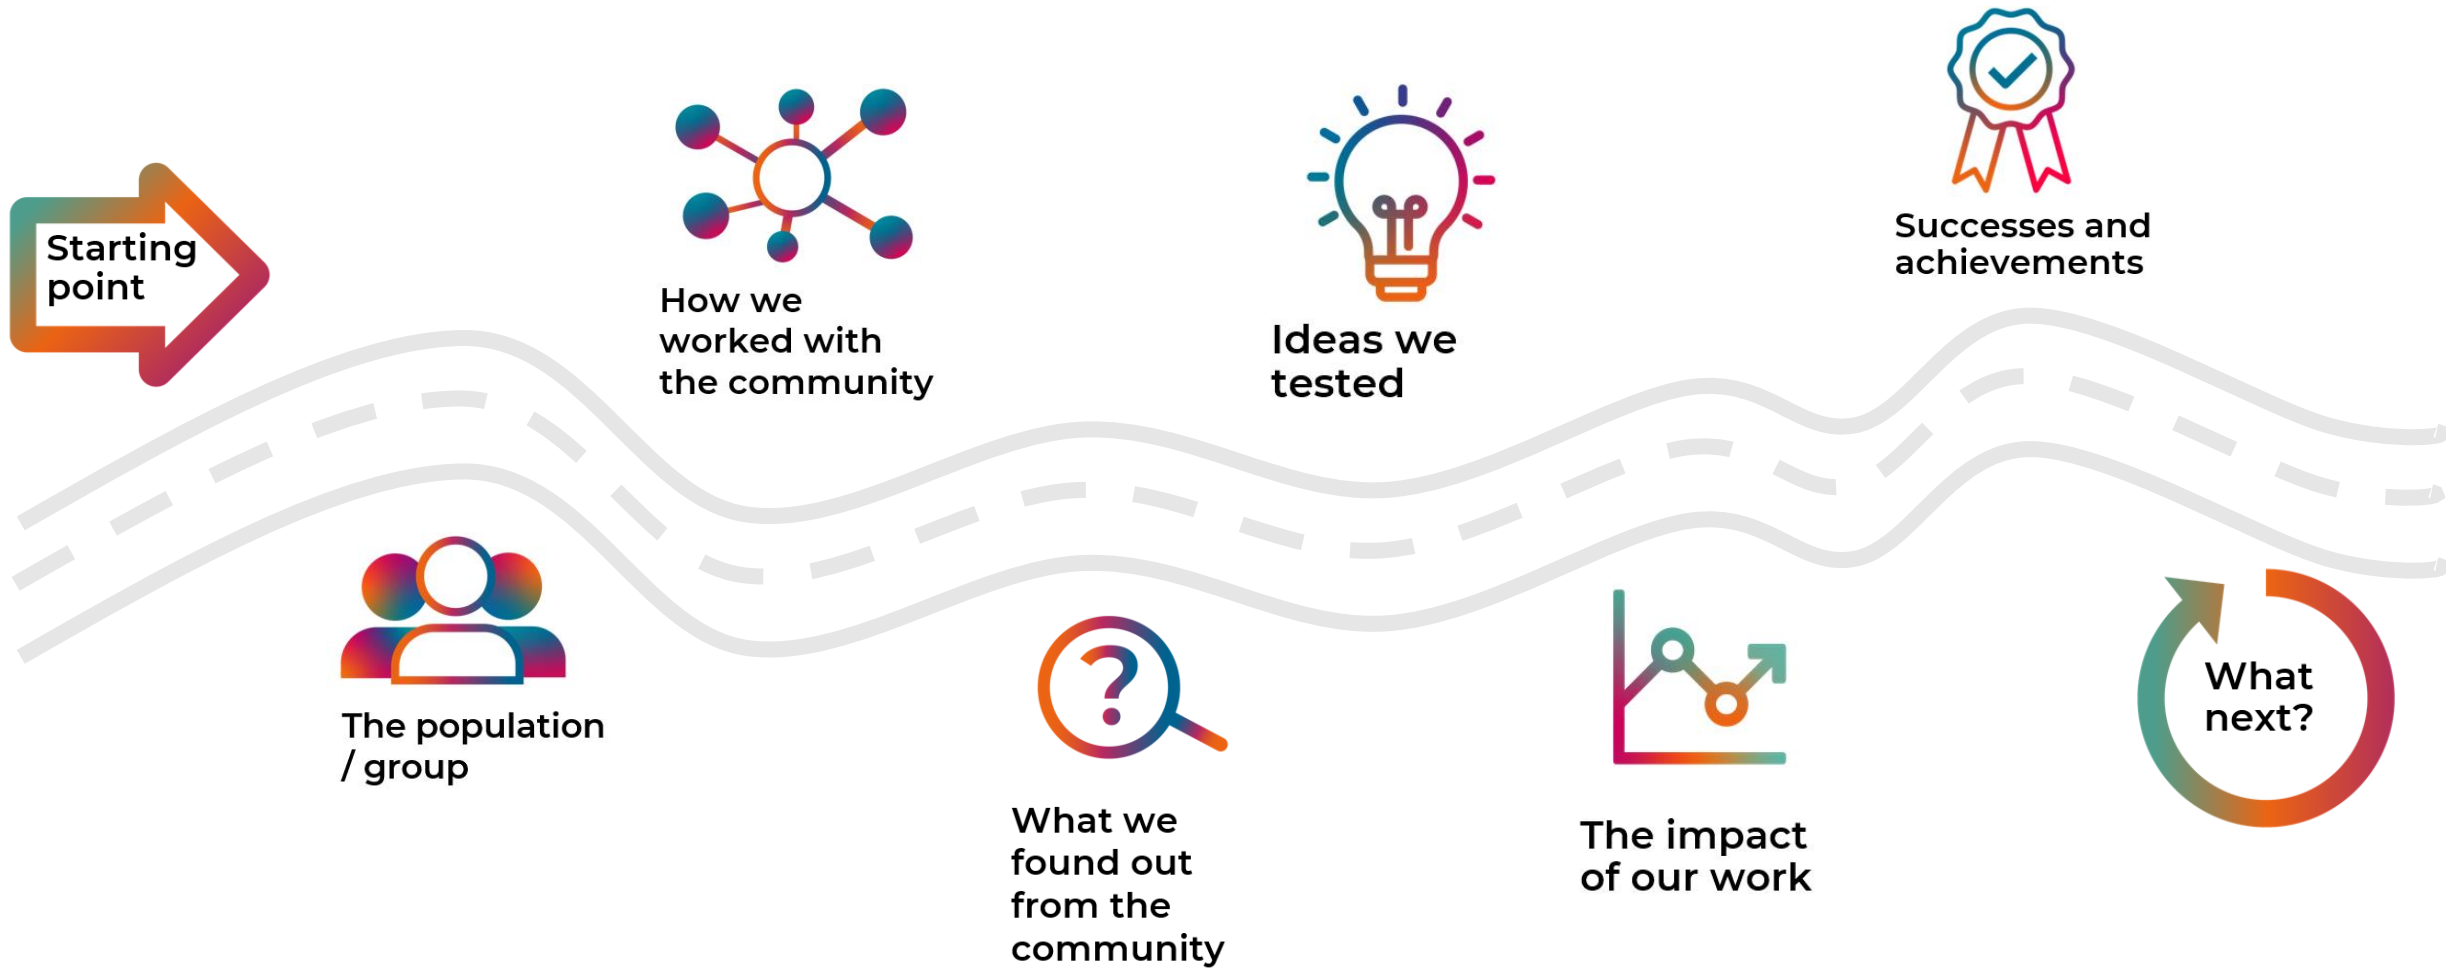 Starting
point
The population
/ group
How we
worked with
the community
What we
found out
from the
community
Ideas we
tested
The impact
of our work
Successes and
achievements
What
next?